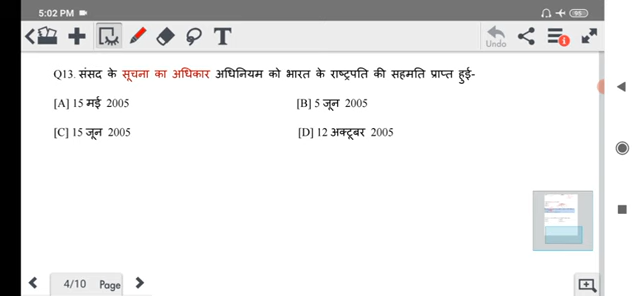 5:02 PM
95
T
Undo
Q13. संसद के सूचना का अधिकार अधिनियम को भारत के राष्ट्रपति की सहमति प्राप्त हुई-
[A] 15 मई 2005 [B] 5 जून 2005
[C] 15 जून 2005 [D] 12 अक्टूबर 2005
4/10 Page